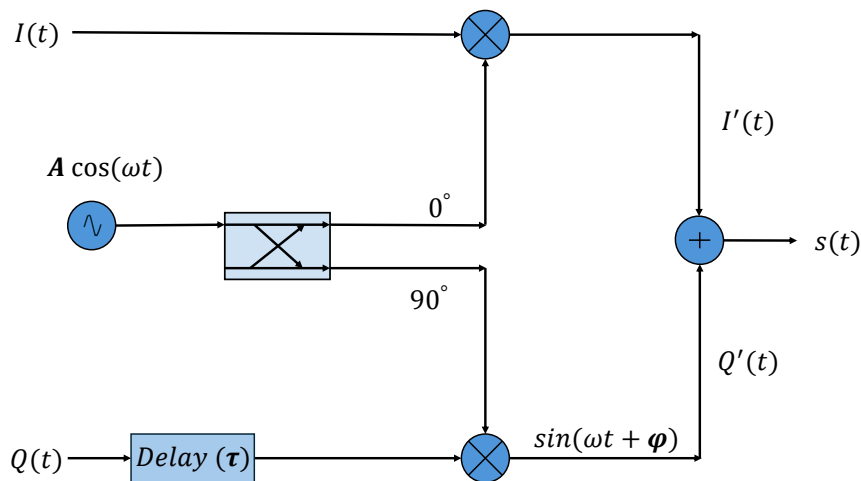 I(t)
I′(t)
A cos(ωt)
0°
s(t)
90°
Q′(t)
sin(ωt + φ)
Q(t)
Delay (τ)